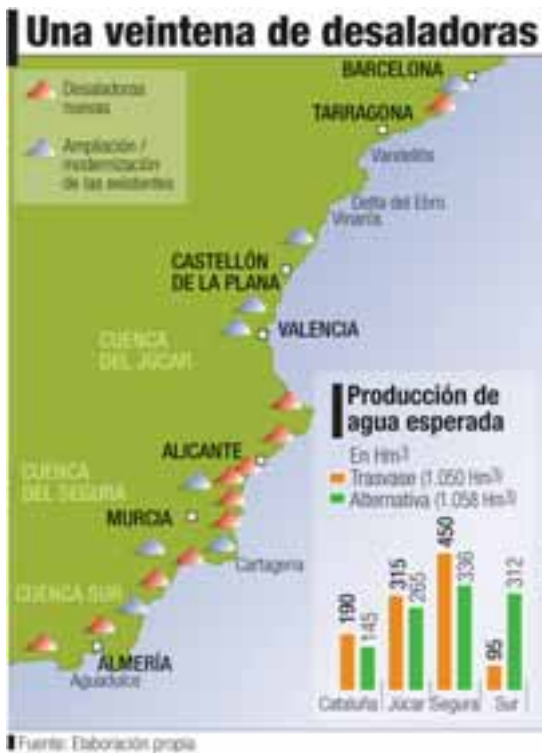 Una veintena de desaladoras
Desaladoras
nuevas
Ampliación /
modernización
de las existentes
BARCELONA
TARRAGONA
Vandellós
Delta del Ebro
Vinaròs
CASTELLÓN
DE LA PLANA
VALENCIA
CUENCA
DEL JÚCAR
ALICANTE
CUENCA
DEL SEGURA
MURCIA
Cartagena
CUENCA SUR
ALMERÍA
Aguadulce
Producción de
agua esperada
En Hm3
Trasvase (1.050 Hm3)
Alternativa (1.058 Hm3)
190 145 315 265 450 336 95 312
Cataluña Júcar Segura Sur
Fuente: Elaboración propia